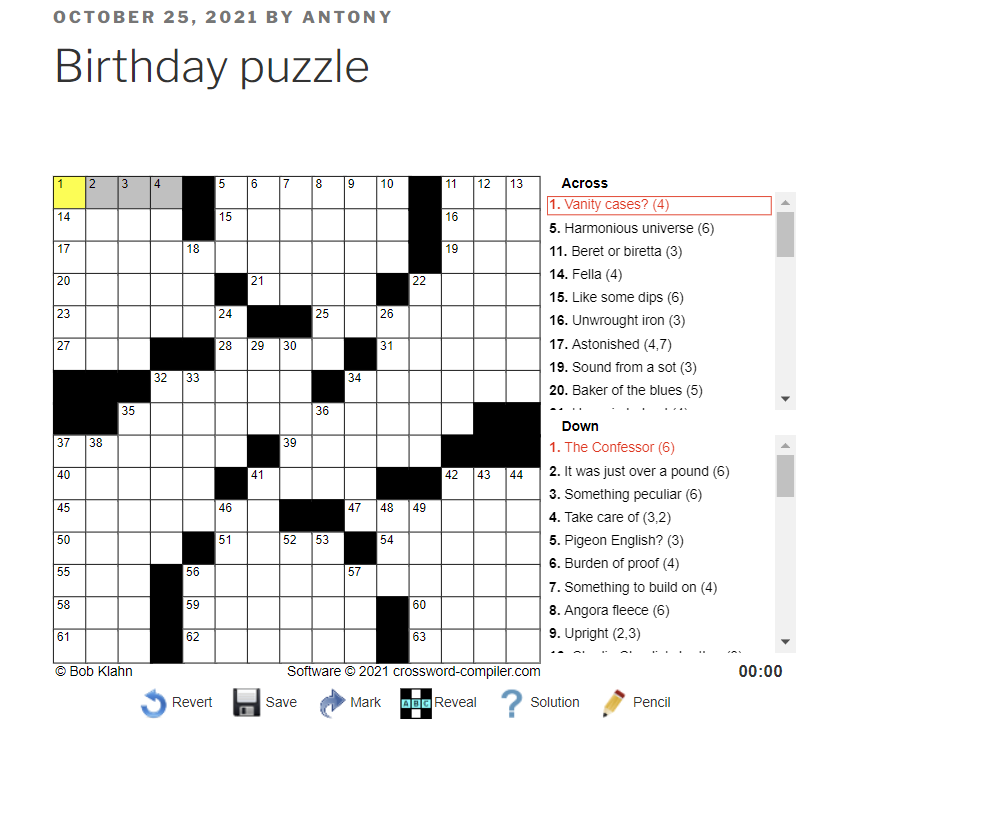 OCTOBER 25, 2021 BY ANTONY
Birthday puzzle
1 2 3 4 5 6 7 8 9 10 11 12 13
14 15 16
17 18 19
20 21 22
23 24 25 26
27 28 29 30 31
32 33 34
35 36
37 38 39
40 41 42 43 44
45 46 47 48 49
50 51 52 53 54
55 56 57
58 59 60
61 62 63
© Bob Klahn Software © 2021 crossword-compiler.com
Across
1. Vanity cases? (4)
5. Harmonious universe (6)
11. Beret or biretta (3)
14. Fella (4)
15. Like some dips (6)
16. Unwrought iron (3)
17. Astonished (4,7)
19. Sound from a sot (3)
20. Baker of the blues (5)
Down
1. The Confessor (6)
2. It was just over a pound (6)
3. Something peculiar (6)
4. Take care of (3,2)
5. Pigeon English? (3)
6. Burden of proof (4)
7. Something to build on (4)
8. Angora fleece (6)
9. Upright (2,3)
00:00
Revert Save Mark ABC Reveal ? Solution Pencil